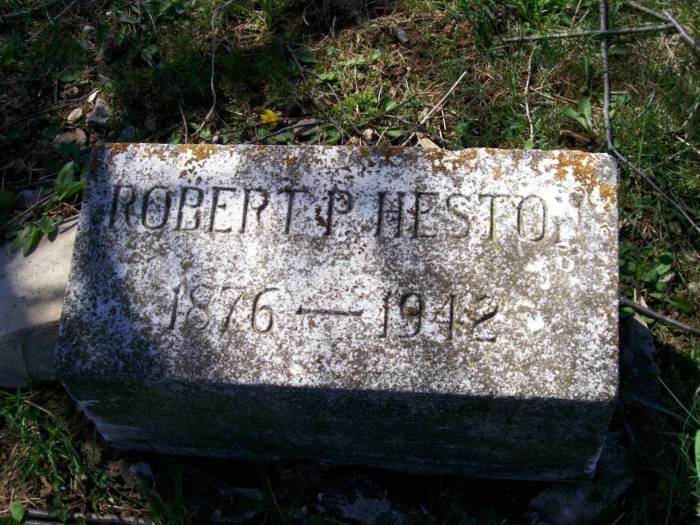 ROBERT P. HESTON
1876 — 1942